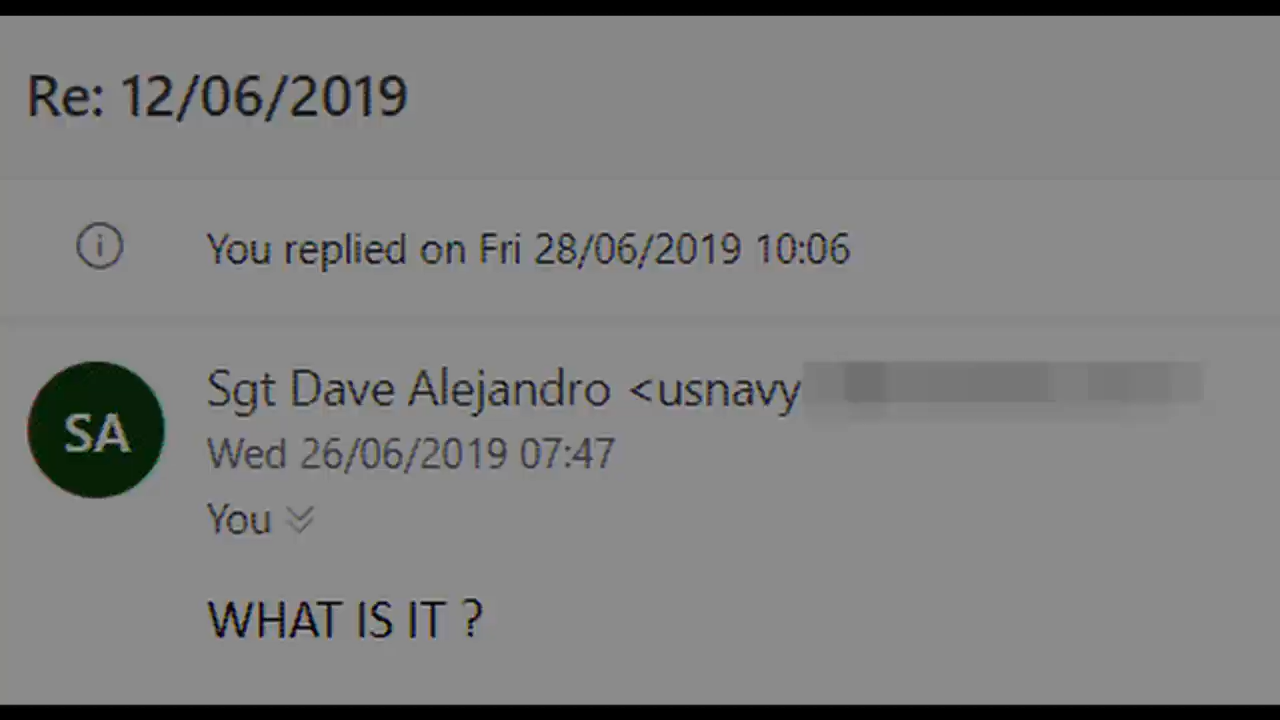 Re: 12/06/2019
You replied on Fri 28/06/2019 10:06
SA
Sgt Dave Alejandro <usnavy
Wed 26/06/2019 07:47
You
WHAT IS IT ?